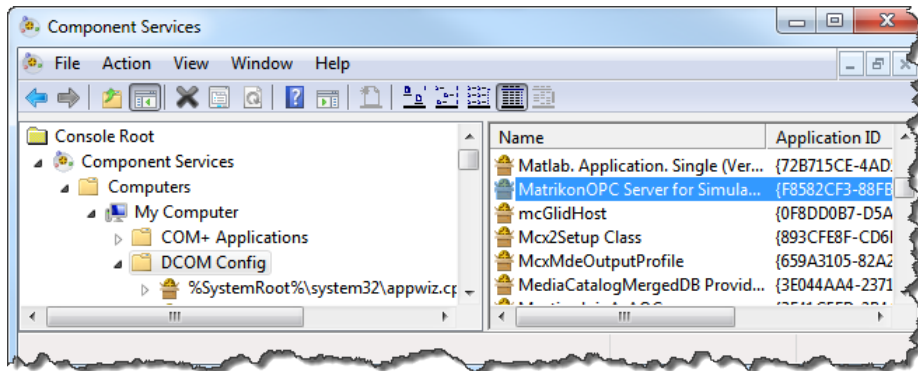 Component Services
File Action View Window Help
Console Root
Component Services
Computers
My Computer
COM+ Applications
DCOM Config
%SystemRoot%\system32\appwiz.cp
Name Application ID
Matlab. Application. Single (Ver... {72B715CE-4AD
MatrikonOPC Server for Simula... {F8582CF3-88FB
mcGlidHost {0F8DD0B7-D5A
Mcx2Setup Class {893CFE8F-CD6
McxMdeOutputProfile {659A3105-82A2
MediaCatalogMergedDB Provid... {3E044AA4-2371